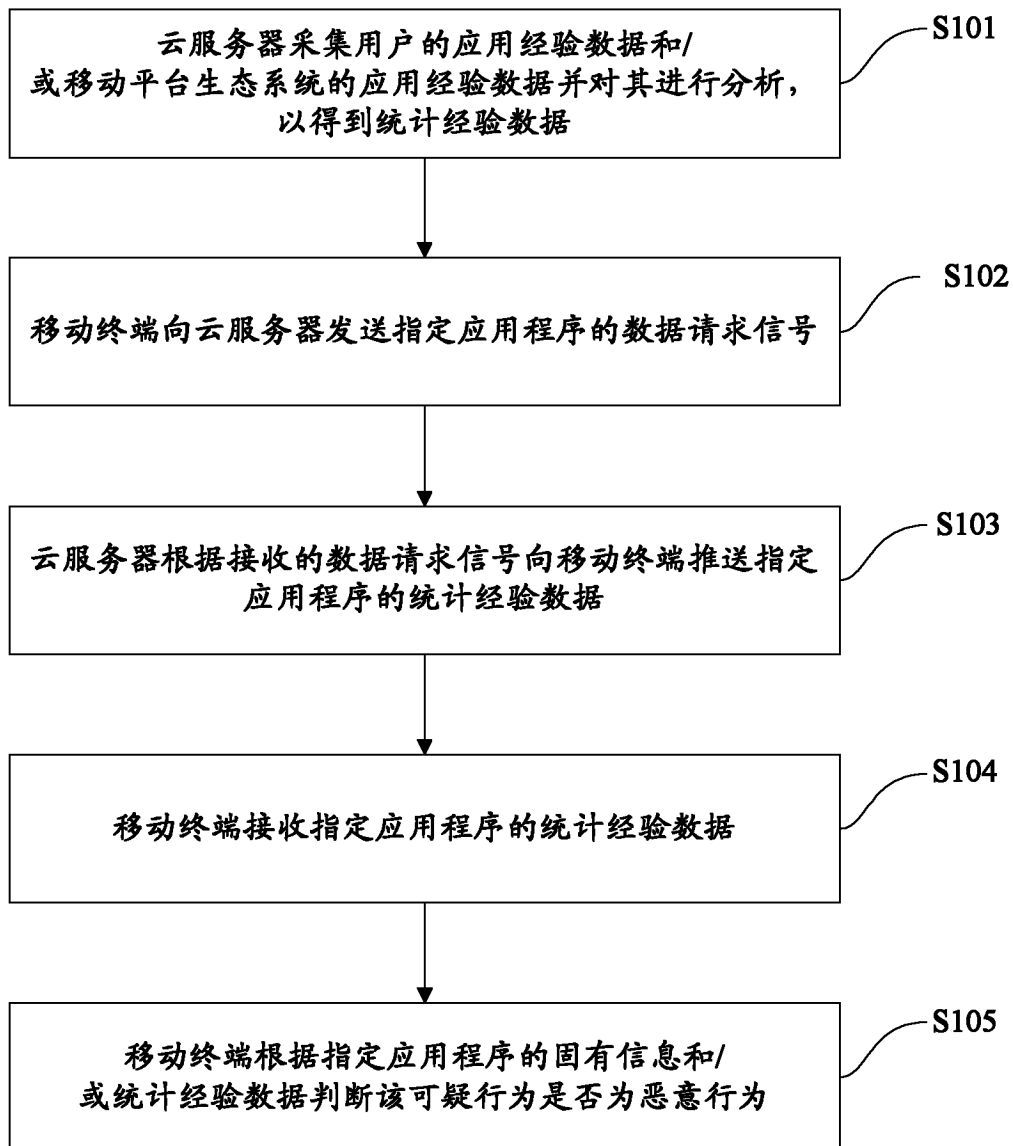 云服务器采集用户的应用经验数据和/
或移动平台生态系统的应用经验数据并对其进行分析，
以得到统计经验数据
S101
移动终端向云服务器发送指定应用程序的数据请求信号
S102
云服务器根据接收的数据请求信号向移动终端推送指定
应用程序的统计经验数据
S103
移动终端接收指定应用程序的统计经验数据
S104
移动终端根据指定应用程序的固有信息和/
或统计经验数据判断该可疑行为是否为恶意行为
S105